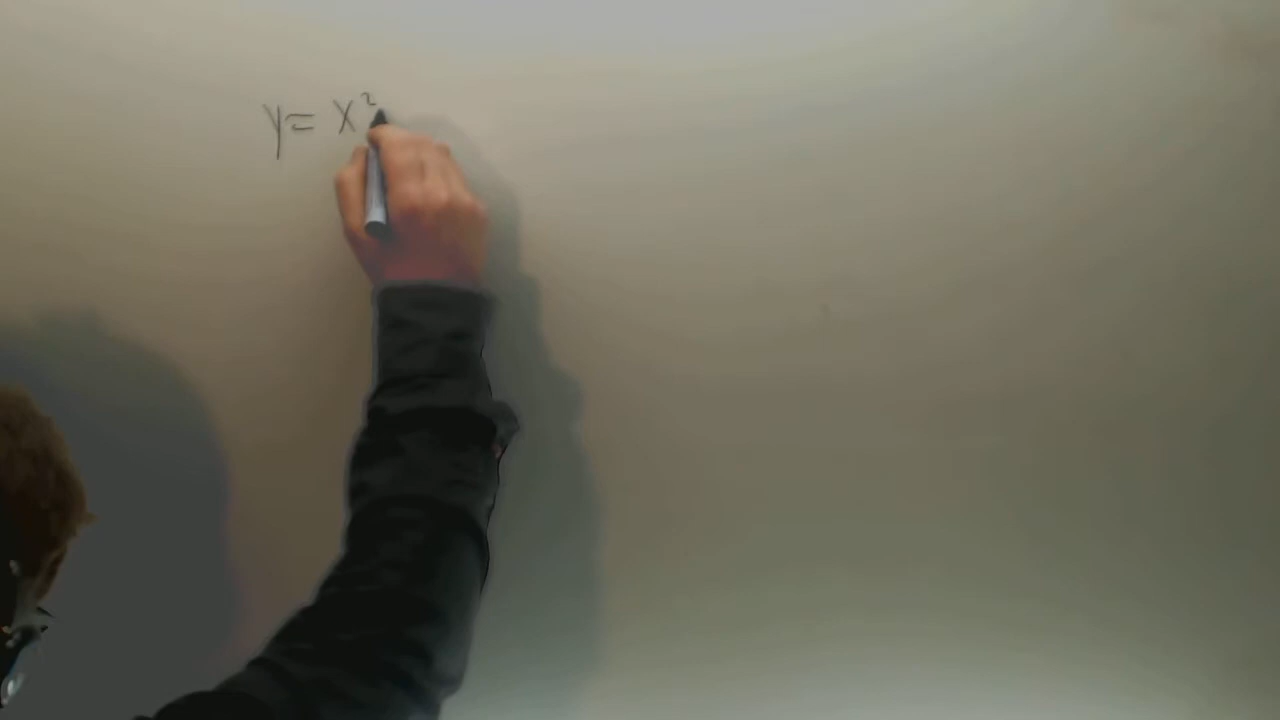 y = x²